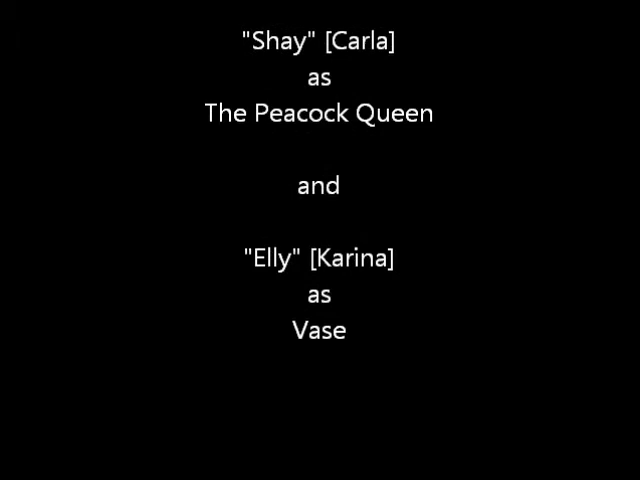 "Shay" [Carla]
as
The Peacock Queen
and
"Elly" [Karina]
as
Vase